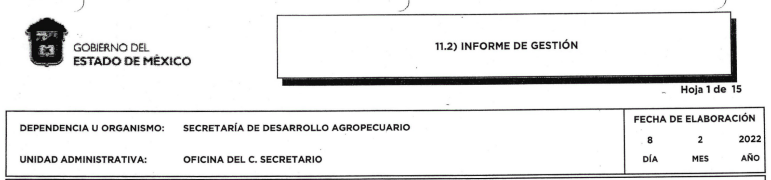 GOBIERNO DEL
ESTADO DE MÉXICO
11.2) INFORME DE GESTIÓN
Hoja 1 de 15
DEPENDENCIA U ORGANISMO: SECRETARÍA DE DESARROLLO AGROPECUARIO
FECHA DE ELABORACIÓN
8 2 2022
UNIDAD ADMINISTRATIVA: OFICINA DEL C. SECRETARIO
DÍA MES AÑO